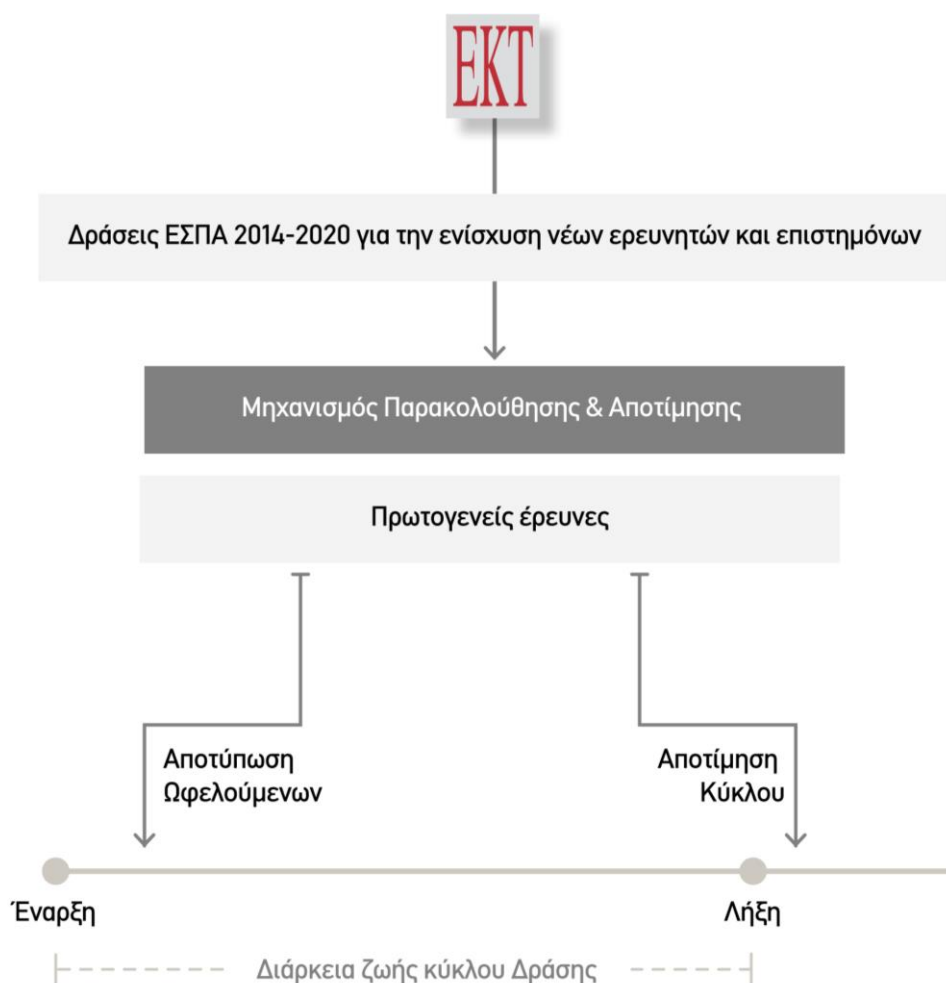 ΕΚΤ
Δράσεις ΕΣΠΑ 2014-2020 για την ενίσχυση νέων ερευνητών και επιστημόνων
Μηχανισμός Παρακολούθησης & Αποτίμησης
Πρωτογενείς έρευνες
Αποτύπωση
Ωφελούμενων
Αποτίμηση
Κύκλου
Έναρξη
Λήξη
Διάρκεια ζωής κύκλου Δράσης